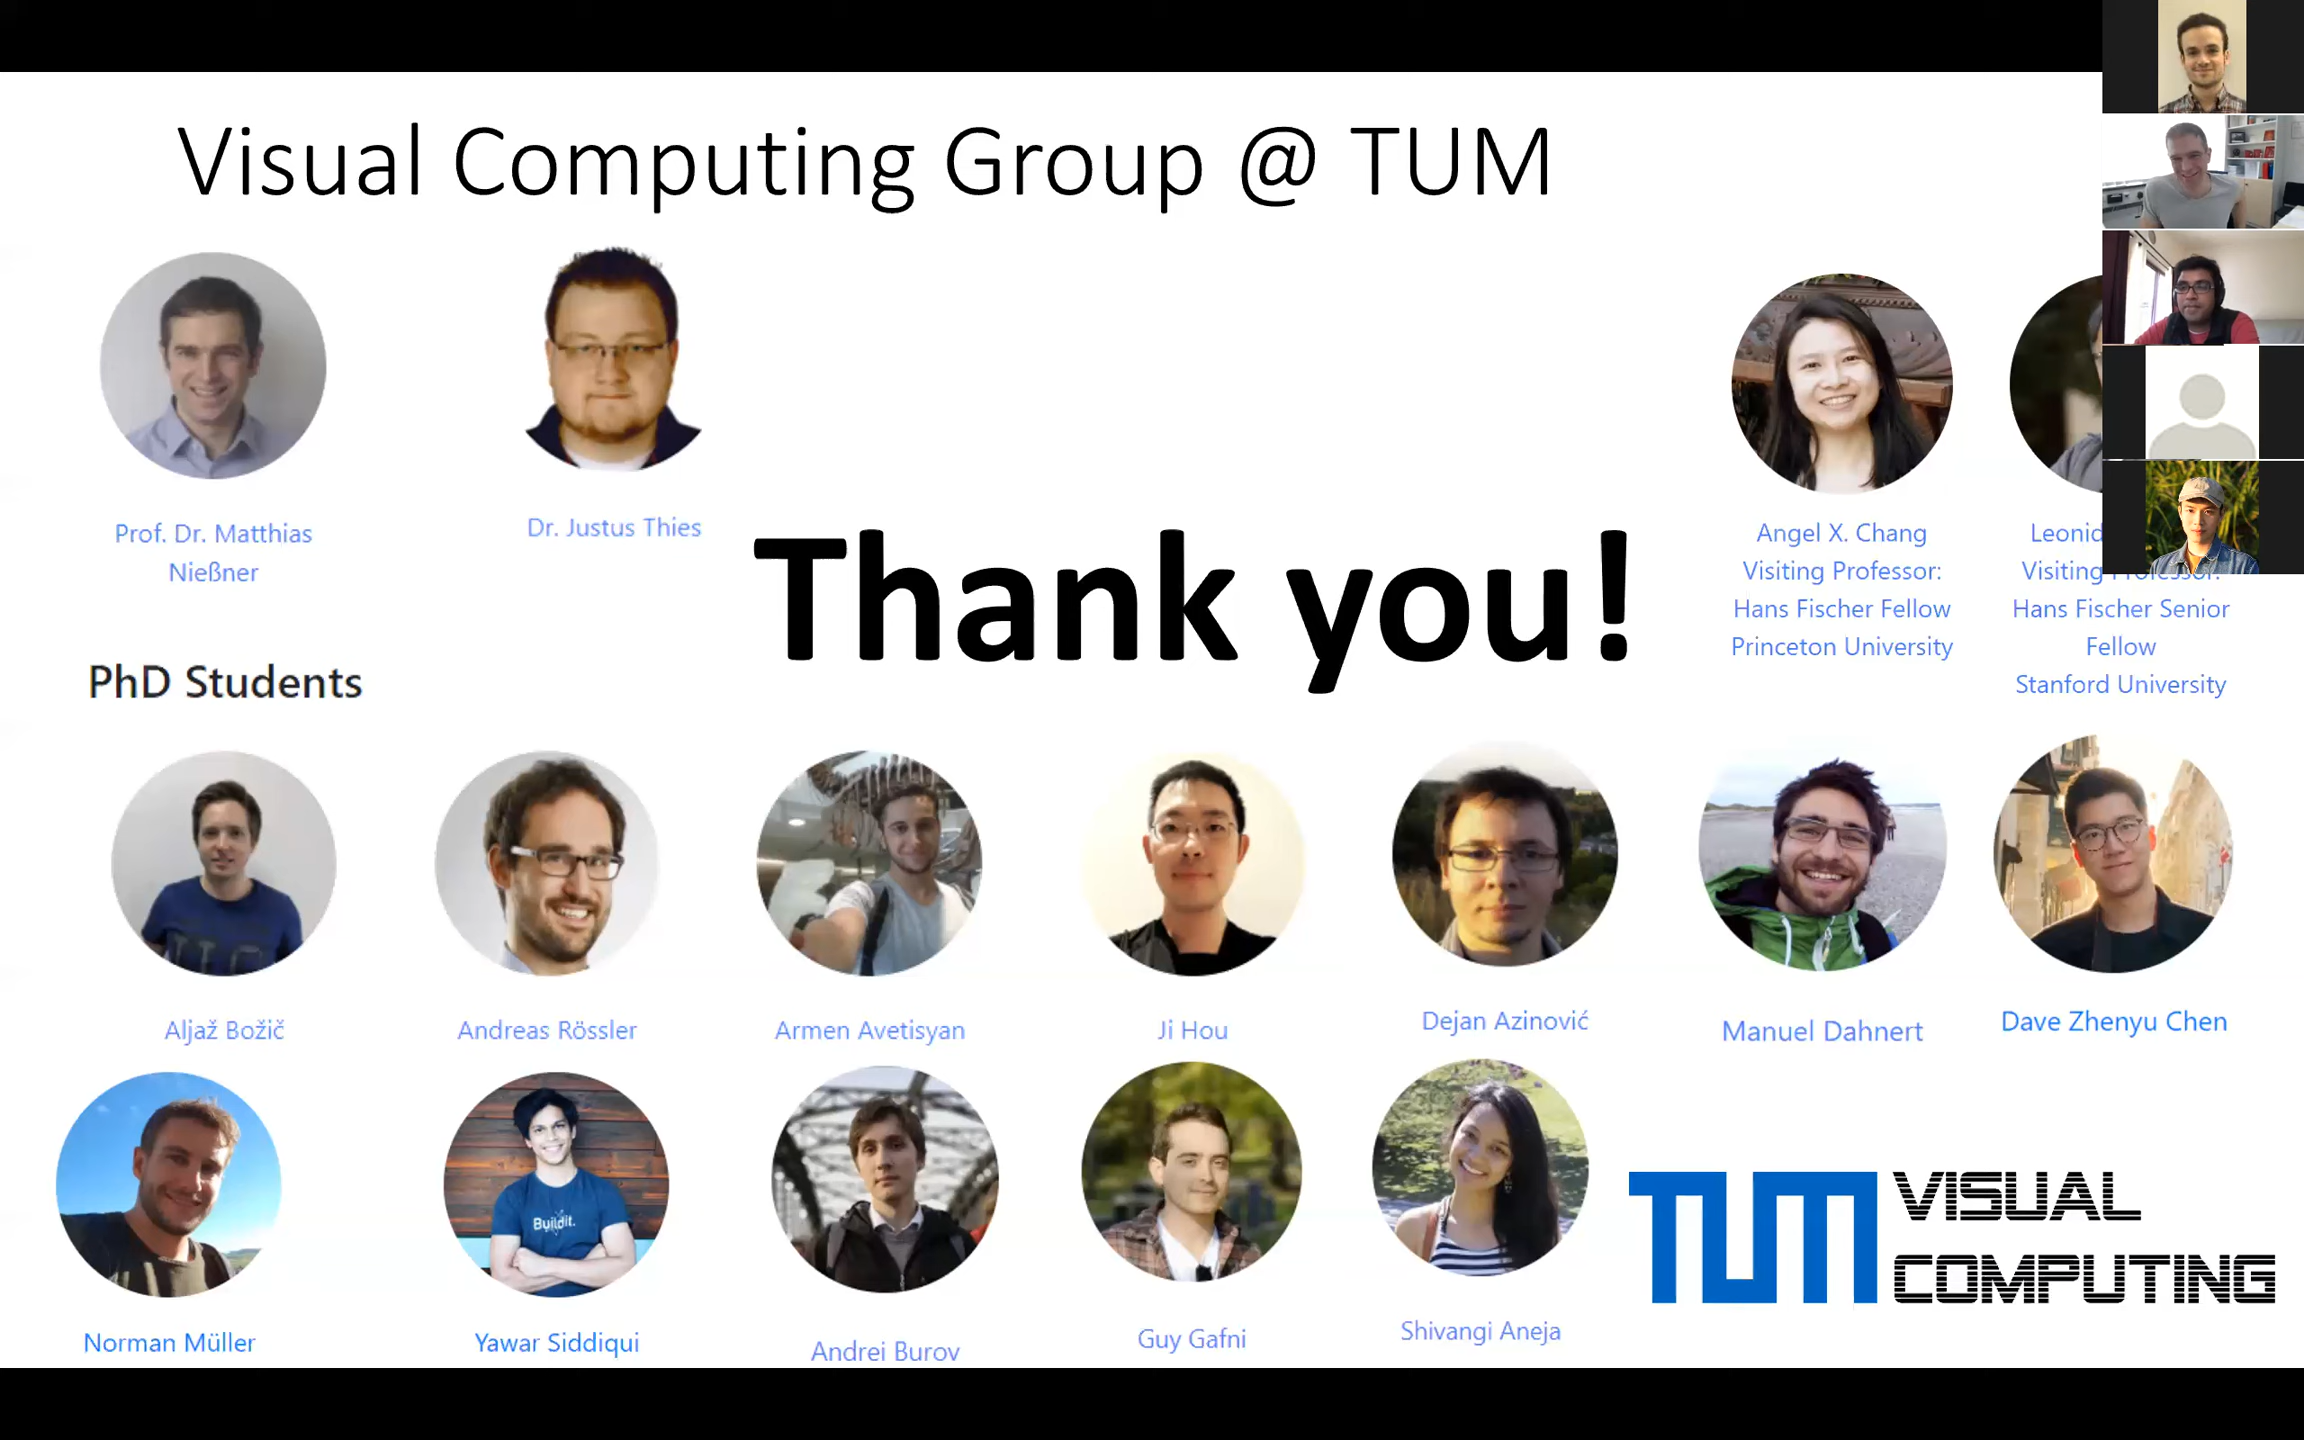 Visual Computing Group @ TUM
Prof. Dr. Matthias
Nießner
Dr. Justus Thies
Thank you!
Angel X. Chang
Visiting Professor:
Hans Fischer Fellow
Princeton University
Leonid
Visiting Professor:
Hans Fischer Senior
Fellow
Stanford University
PhD Students
Aljaž Božič
Andreas Rössler
Armen Avetisyan
Ji Hou
Dejan Azinović
Manuel Dahnert
Dave Zhenyu Chen
Buildit.
Norman Müller
Yawar Siddiqui
Andrei Burov
Guy Gafni
Shivangi Aneja
TUM VISUAL
COMPUTING